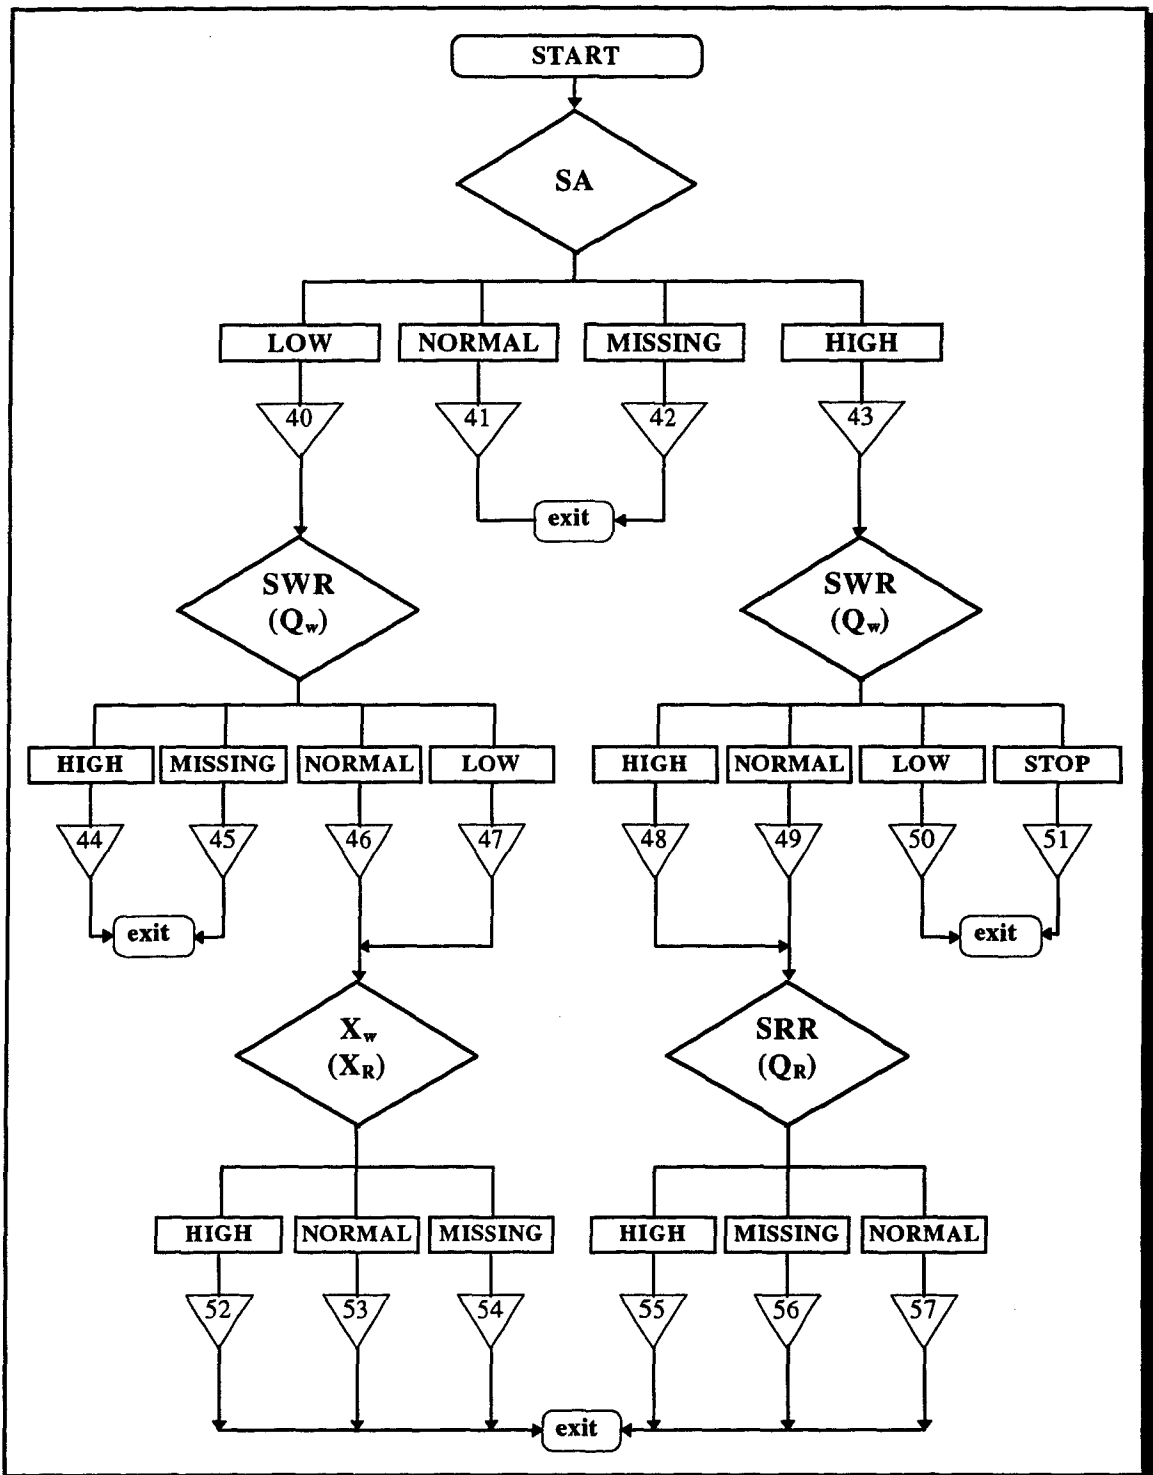 START
SA
LOW NORMAL MISSING HIGH
40 41 42 43
exit
SWR SWR
(Qw) (Qw)
HIGH MISSING NORMAL LOW HIGH NORMAL LOW STOP
44 45 46 47 48 49 50 51
exit exit
Xw SRR
(XR) (QR)
HIGH NORMAL MISSING HIGH MISSING NORMAL
52 53 54 55 56 57
exit